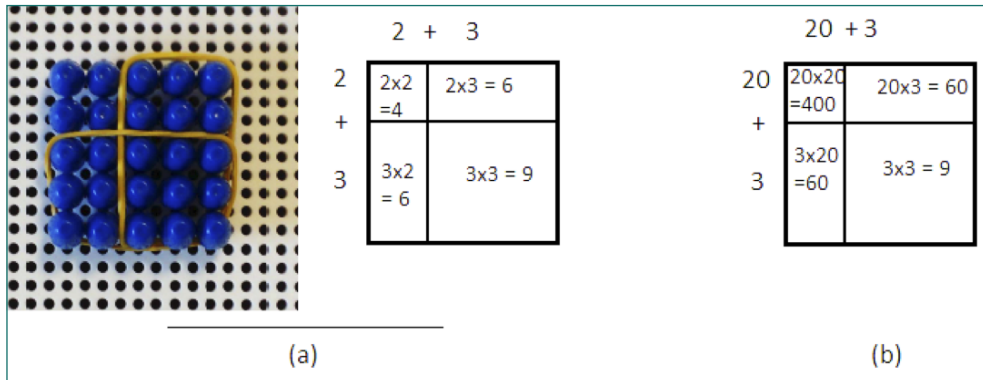 2 + 3
2
+
3
2x2
=4
2x3 = 6
3x2
= 6
3x3 = 9
(a)
20 + 3
20
+
3
20x20
=400
20x3 = 60
3x20
=60
3x3 = 9
(b)